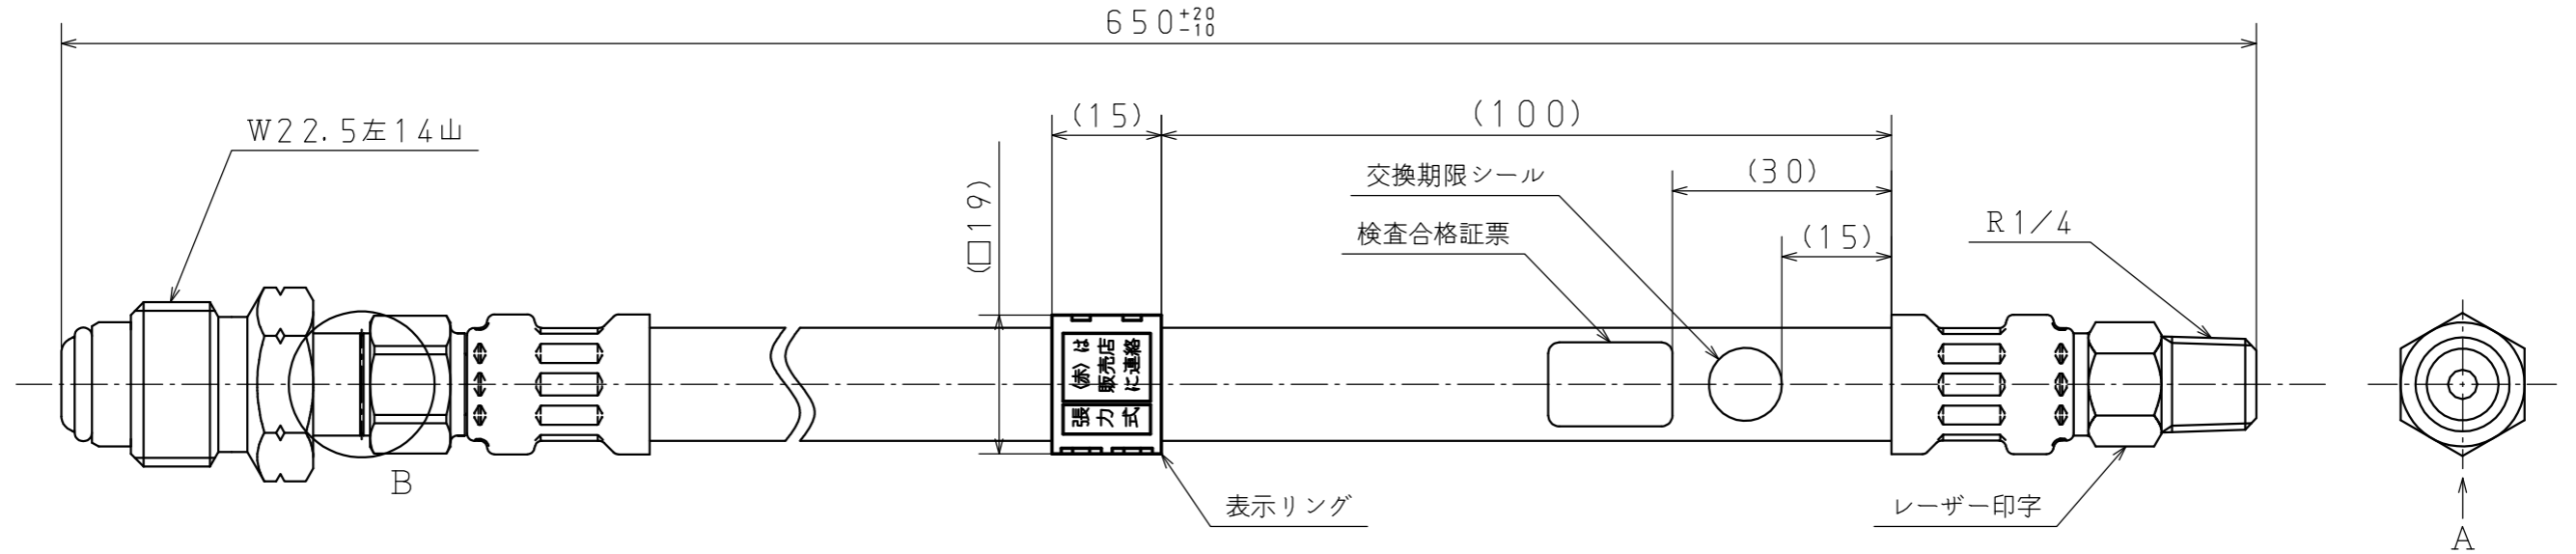 650+20-10
(15)
(100)
W22.5左14山
交換期限シール
(30)
(□19)
R1/4
検査合格証票
(15)
〈赤〉は
販売店
に連絡
張力式
B
表示リング
レーザー印字
A